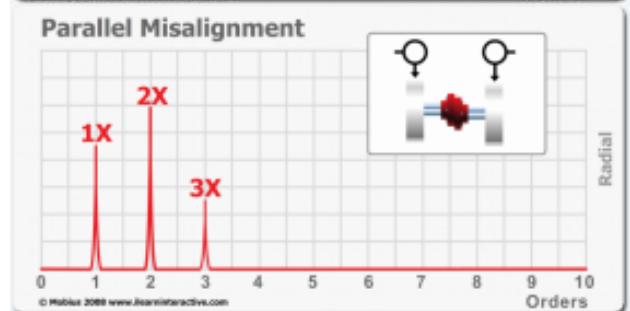 Parallel Misalignment
2X
1X
3X
Radial
0 1 2 3 4 5 6 7 8 9 10
© Mobius 2008 www.ilearninteractive.com
Orders